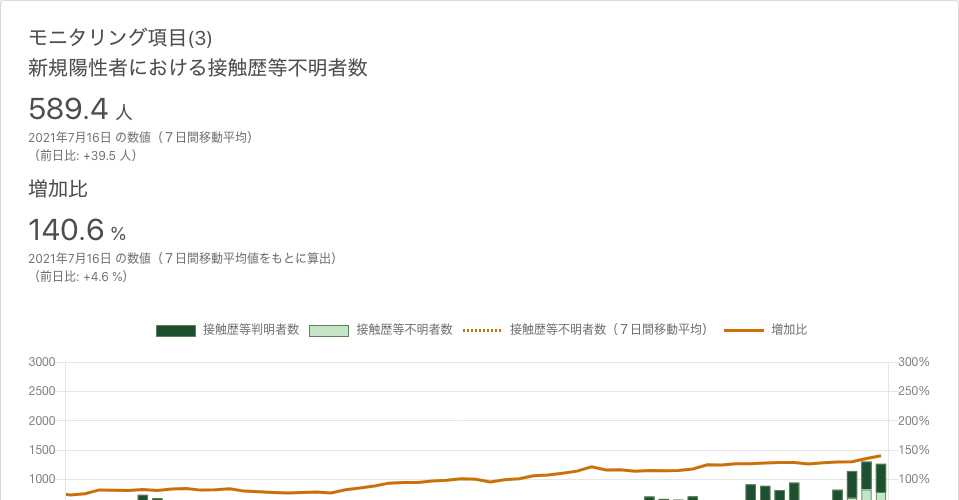 モニタリング項目(3)
新規陽性者における接触歴等不明者数
589.4 人
2021年7月16日 の数値（７日間移動平均）
（前日比: +39.5 人）
増加比
140.6 %
2021年7月16日 の数値（７日間移動平均値をもとに算出）
（前日比: +4.6 %）
接触歴等判明者数 接触歴等不明者数 接触歴等不明者数（７日間移動平均） 増加比
3000 300%
2500 250%
2000 200%
1500 150%
1000 100%